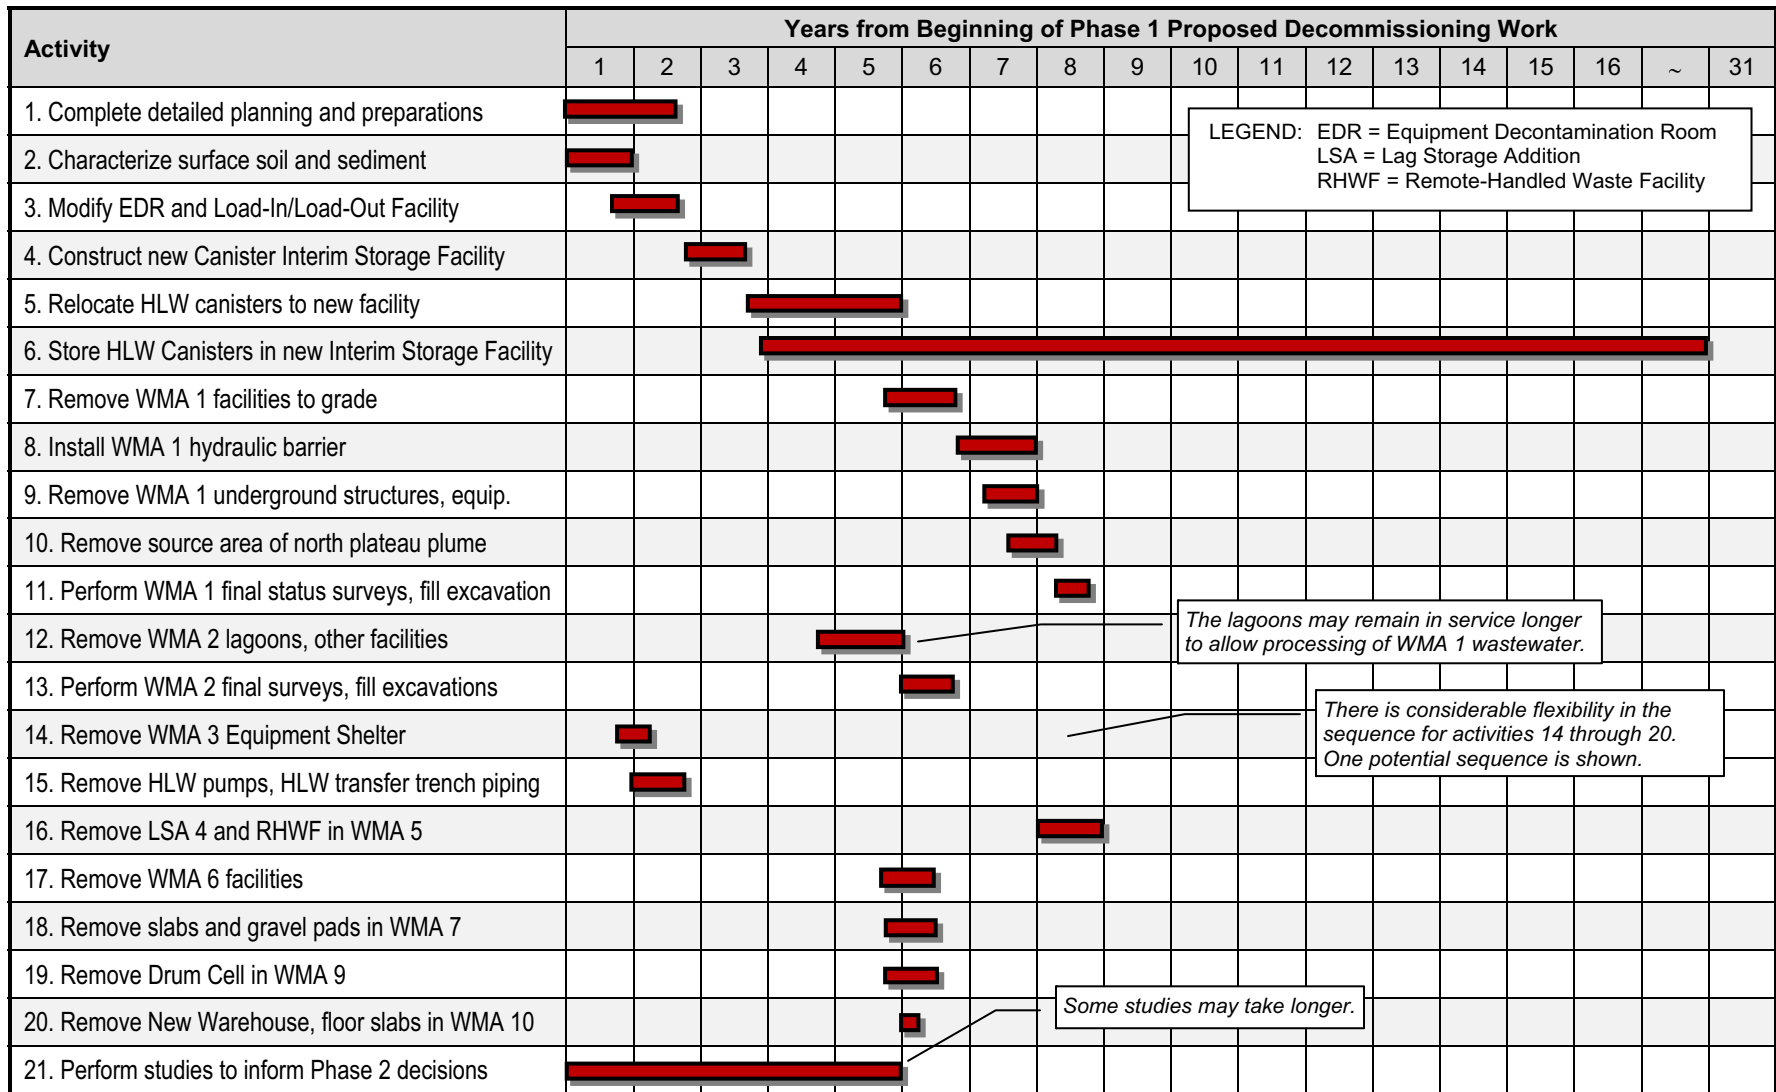 Activity
Years from Beginning of Phase 1 Proposed Decommissioning Work
1 2 3 4 5 6 7 8 9 10 11 12 13 14 15 16 ~ 31
1. Complete detailed planning and preparations
LEGEND: EDR = Equipment Decontamination Room
LSA = Lag Storage Addition
RHWF = Remote-Handled Waste Facility
2. Characterize surface soil and sediment
3. Modify EDR and Load-In/Load-Out Facility
4. Construct new Canister Interim Storage Facility
5. Relocate HLW canisters to new facility
6. Store HLW Canisters in new Interim Storage Facility
7. Remove WMA 1 facilities to grade
8. Install WMA 1 hydraulic barrier
9. Remove WMA 1 underground structures, equip.
10. Remove source area of north plateau plume
11. Perform WMA 1 final status surveys, fill excavation
12. Remove WMA 2 lagoons, other facilities
The lagoons may remain in service longer
to allow processing of WMA 1 wastewater.
13. Perform WMA 2 final surveys, fill excavations
14. Remove WMA 3 Equipment Shelter
There is considerable flexibility in the
sequence for activities 14 through 20.
One potential sequence is shown.
15. Remove HLW pumps, HLW transfer trench piping
16. Remove LSA 4 and RHWF in WMA 5
17. Remove WMA 6 facilities
18. Remove slabs and gravel pads in WMA 7
19. Remove Drum Cell in WMA 9
20. Remove New Warehouse, floor slabs in WMA 10
Some studies may take longer.
21. Perform studies to inform Phase 2 decisions